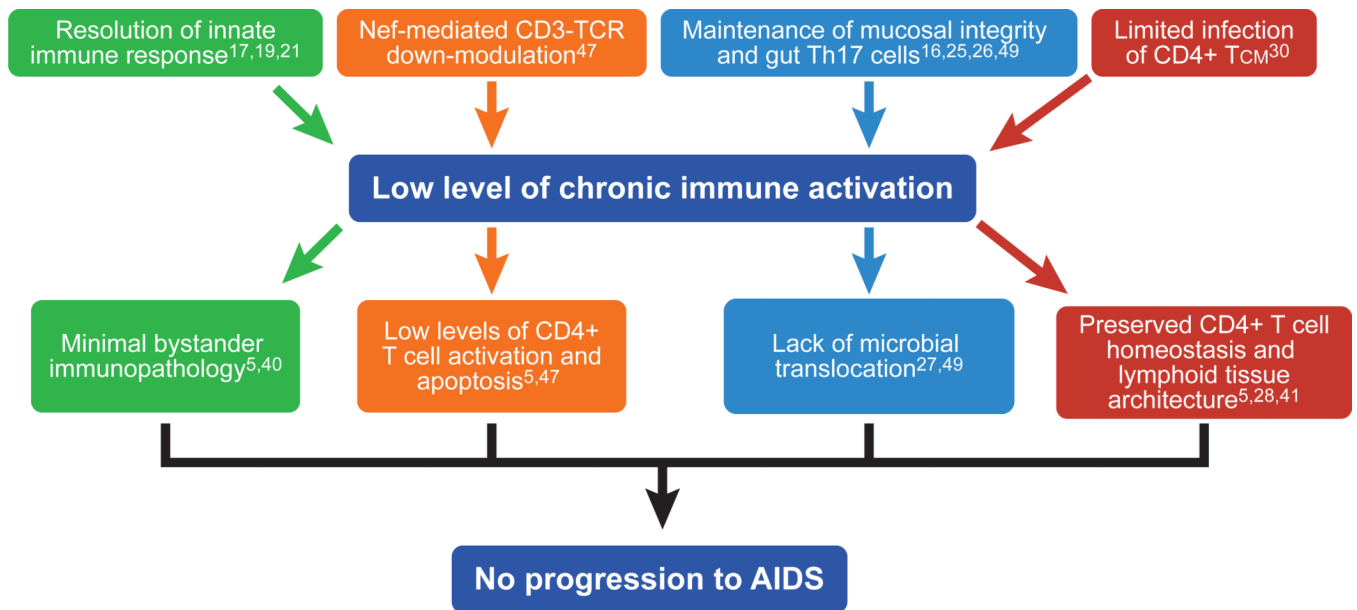 Resolution of innate
immune response17,19,21
Nef-mediated CD3-TCR
down-modulation47
Maintenance of mucosal integrity
and gut Th17 cells16,25,26,49
Limited infection
of CD4+ TCM30
Low level of chronic immune activation
Minimal bystander
immunopathology5,40
Low levels of CD4+
T cell activation and
apoptosis5,47
Lack of microbial
translocation27,49
Preserved CD4+ T cell
homeostasis and
lymphoid tissue
architecture5,28,41
No progression to AIDS